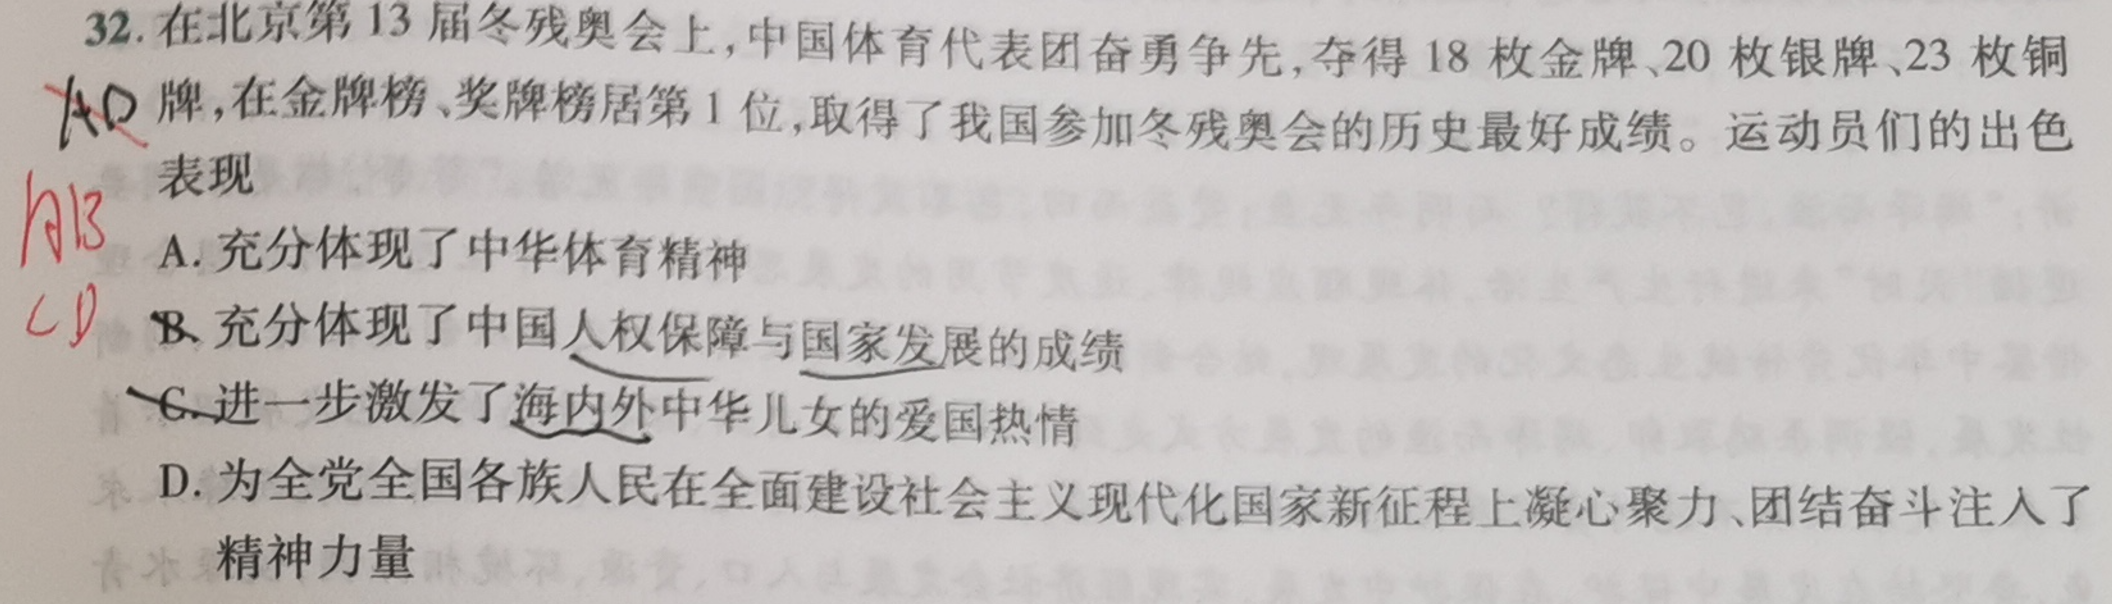 32. 在北京第 13 届冬残奥会上,中国体育代表团奋勇争先,夺得 18 枚金牌、20 枚银牌、23 枚铜
AD 牌,在金牌榜、奖牌榜居第 1 位,取得了我国参加冬残奥会的历史最好成绩。运动员们的出色
表现
AB
A. 充分体现了中华体育精神
CD
B. 充分体现了中国人权保障与国家发展的成绩
C. 进一步激发了海内外中华儿女的爱国热情
D. 为全党全国各族人民在全面建设社会主义现代化国家新征程上凝心聚力、团结奋斗注入了
精神力量